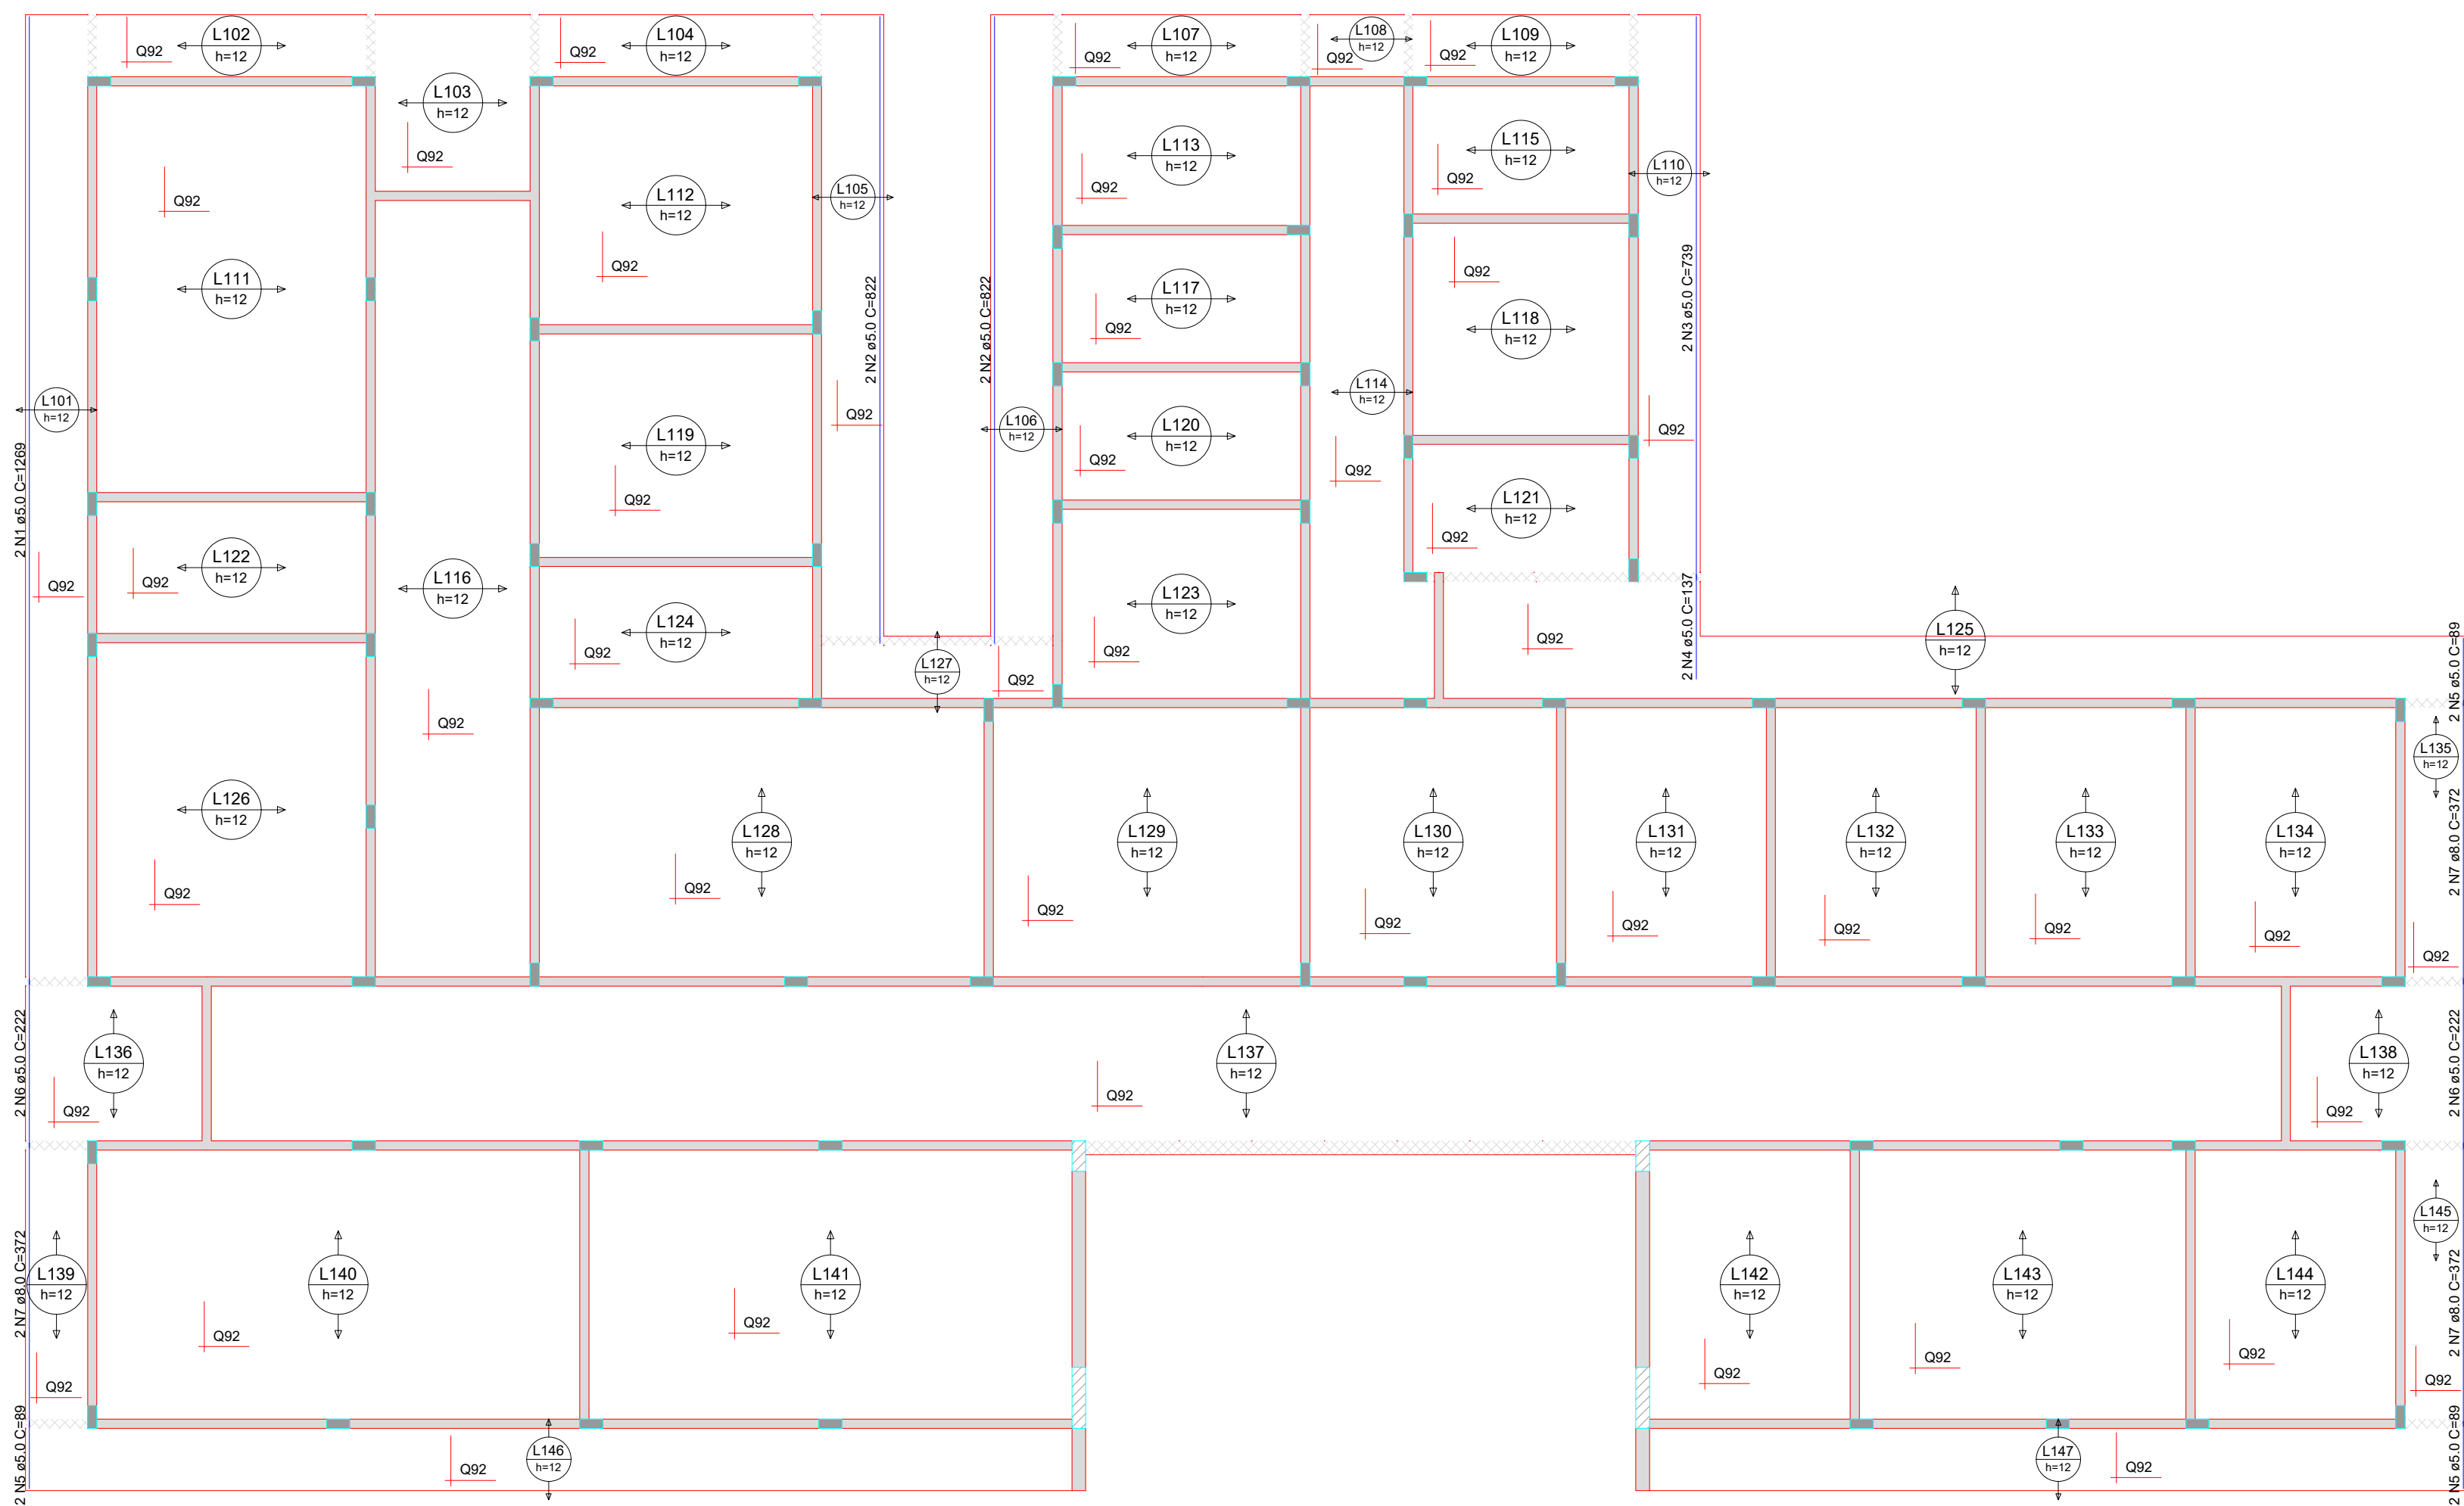 L102
h=12
Q92
L104
h=12
Q92
L107
h=12
Q92
L108
h=12
Q92
L109
h=12
Q92
L103
h=12
Q92
L113
h=12
Q92
L115
h=12
Q92
L110
h=12
L105
h=12
L112
h=12
Q92
Q92
L111
h=12
L117
h=12
Q92
L118
h=12
Q92
2 N2 ø5.0 C=822
2 N2 ø5.0 C=822
2 N3 ø5.0 C=739
L101
h=12
2 N1 ø5.0 C=1269
Q92
L106
h=12
L114
h=12
Q92
Q92
L119
h=12
Q92
L120
h=12
Q92
L121
h=12
Q92
L122
h=12
Q92
Q92
L116
h=12
Q92
L124
h=12
Q92
L127
h=12
Q92
L123
h=12
Q92
Q92
2 N4 ø5.0 C=137
L125
h=12
2 N5 ø5.0 C=89
L135
h=12
2 N7 ø8.0 C=372
L126
h=12
Q92
L128
h=12
Q92
L129
h=12
Q92
L130
h=12
Q92
L131
h=12
Q92
L132
h=12
Q92
L133
h=12
Q92
L134
h=12
Q92
Q92
2 N6 ø5.0 C=222
L136
h=12
Q92
L137
h=12
Q92
L138
h=12
Q92
2 N6 ø5.0 C=222
2 N7 ø8.0 C=372
L139
h=12
Q92
L140
h=12
Q92
L141
h=12
Q92
L142
h=12
Q92
L143
h=12
Q92
L144
h=12
Q92
L145
h=12
Q92
2 N7 ø8.0 C=372
2 N5 ø5.0 C=89
L146
h=12
Q92
L147
h=12
Q92
2 N5 ø5.0 C=89